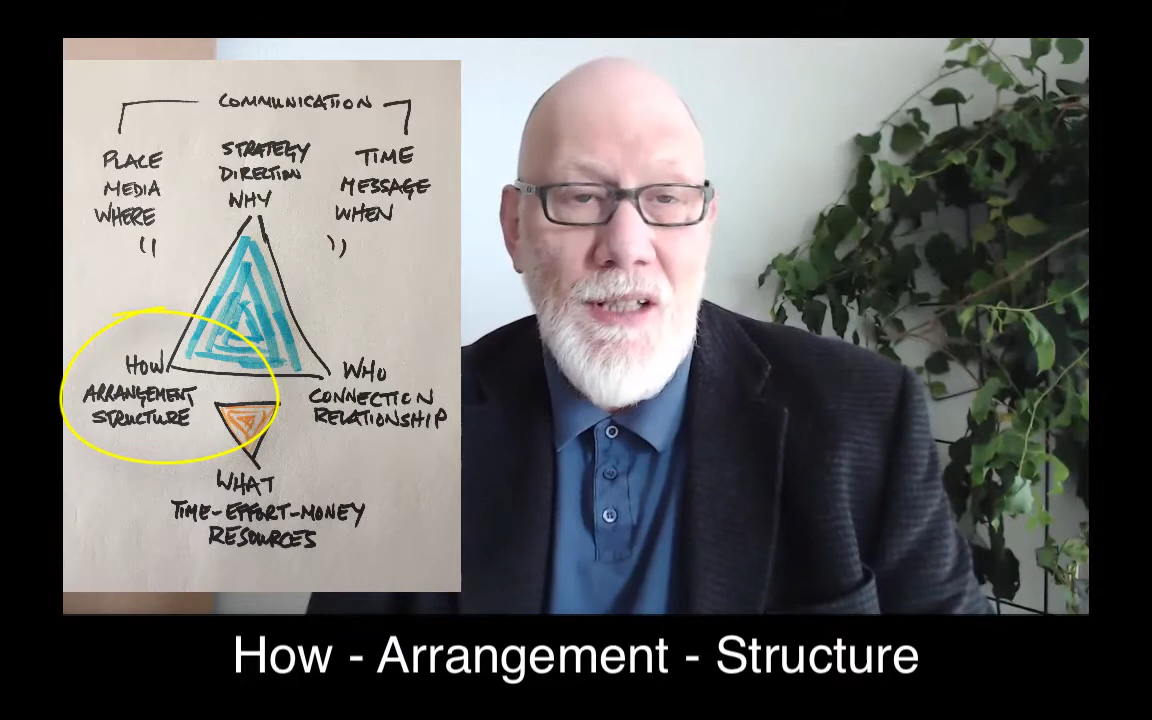 COMMUNICATION
PLACE
MEDIA
WHERE
STRATEGY
DIRECTION
WHY
TIME
MESSAGE
WHEN
HOW
ARRANGEMENT
STRUCTURE
WHO
CONNECTION
RELATIONSHIP
WHAT
TIME-EFFORT-MONEY
RESOURCES
How - Arrangement - Structure